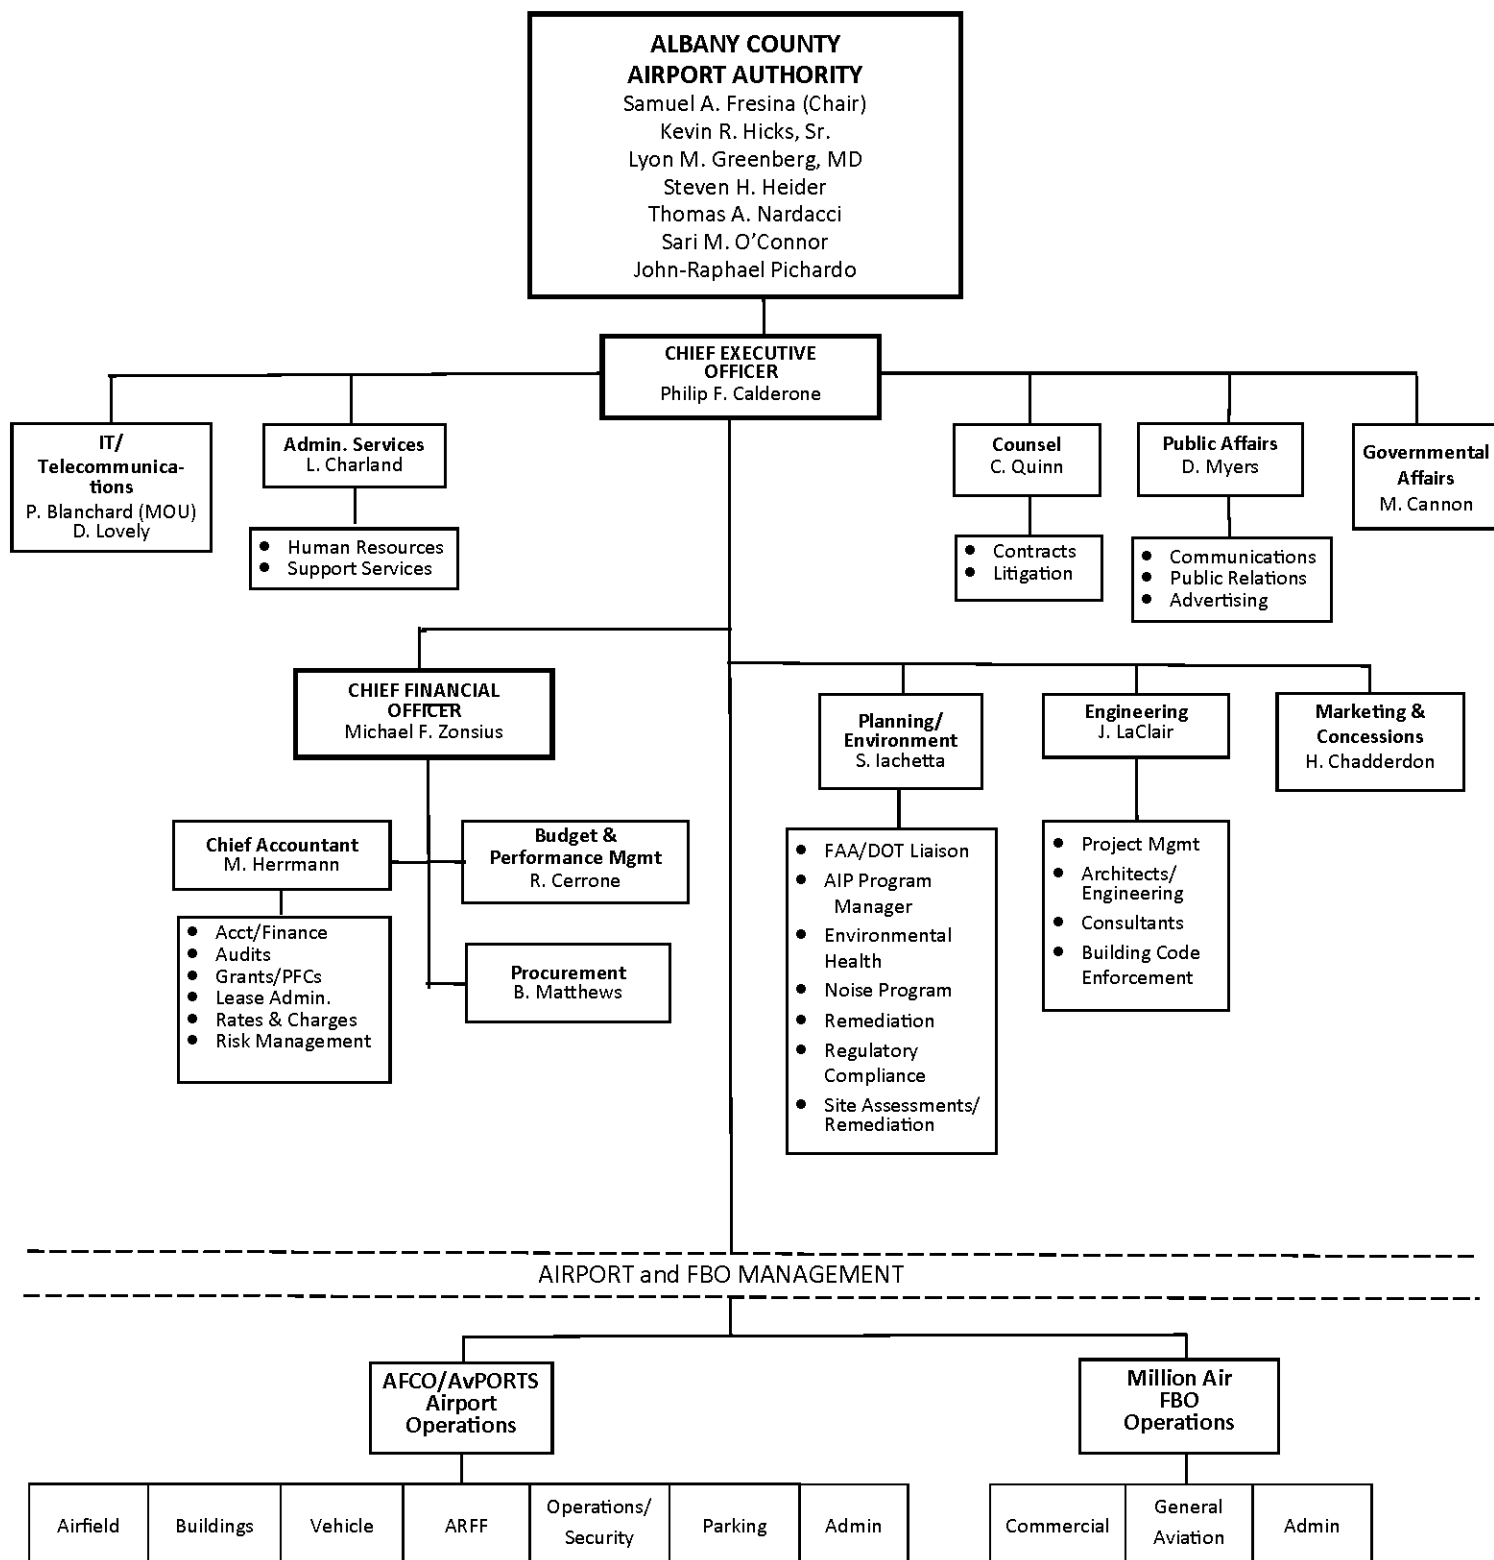 ALBANY COUNTY
AIRPORT AUTHORITY
Samuel A. Fresina (Chair)
Kevin R. Hicks, Sr.
Lyon M. Greenberg, MD
Steven H. Heider
Thomas A. Nardacci
Sari M. O'Connor
John-Raphael Pichardo
CHIEF EXECUTIVE
OFFICER
Philip F. Calderone
IT/
Telecommunica-
tions
P. Blanchard (MOU)
D. Lovely
Admin. Services
L. Charland
• Human Resources
• Support Services
Counsel
C. Quinn
• Contracts
• Litigation
Public Affairs
D. Myers
• Communications
• Public Relations
• Advertising
Governmental
Affairs
M. Cannon
CHIEF FINANCIAL
OFFICER
Michael F. Zonsius
Chief Accountant
M. Herrmann
• Acct/Finance
• Audits
• Grants/PFCs
• Lease Admin.
• Rates & Charges
• Risk Management
Budget &
Performance Mgmt
R. Cerrone
Procurement
B. Matthews
Planning/
Environment
S. Iachetta
• FAA/DOT Liaison
• AIP Program
Manager
• Environmental
Health
• Noise Program
• Remediation
• Regulatory
Compliance
• Site Assessments/
Remediation
Engineering
J. LaClair
• Project Mgmt
• Architects/
Engineering
• Consultants
• Building Code
Enforcement
Marketing &
Concessions
H. Chadderdon
AIRPORT and FBO MANAGEMENT
AFCO/AvPORTS
Airport
Operations
Airfield
Buildings
Vehicle
ARFF
Operations/
Security
Parking
Admin
Million Air
FBO
Operations
Commercial
General
Aviation
Admin